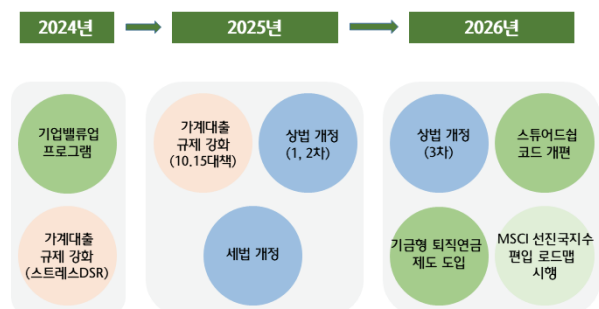 2024년
2025년
2026년
기업밸류업
프로그램
가계대출
규제 강화
(스트레스DSR)
가계대출
규제 강화
(10.15대책)
상법 개정
(1, 2차)
세법 개정
상법 개정
(3차)
스튜어드십
코드 개편
기금형 퇴직연금
제도 도입
MSCI 선진국지수
편입 로드맵
시행